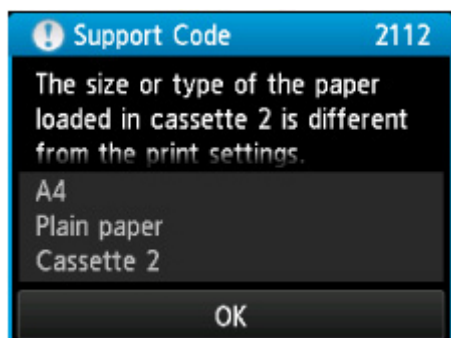 Support Code 2112
The size or type of the paper
loaded in cassette 2 is different
from the print settings.
A4
Plain paper
Cassette 2
OK